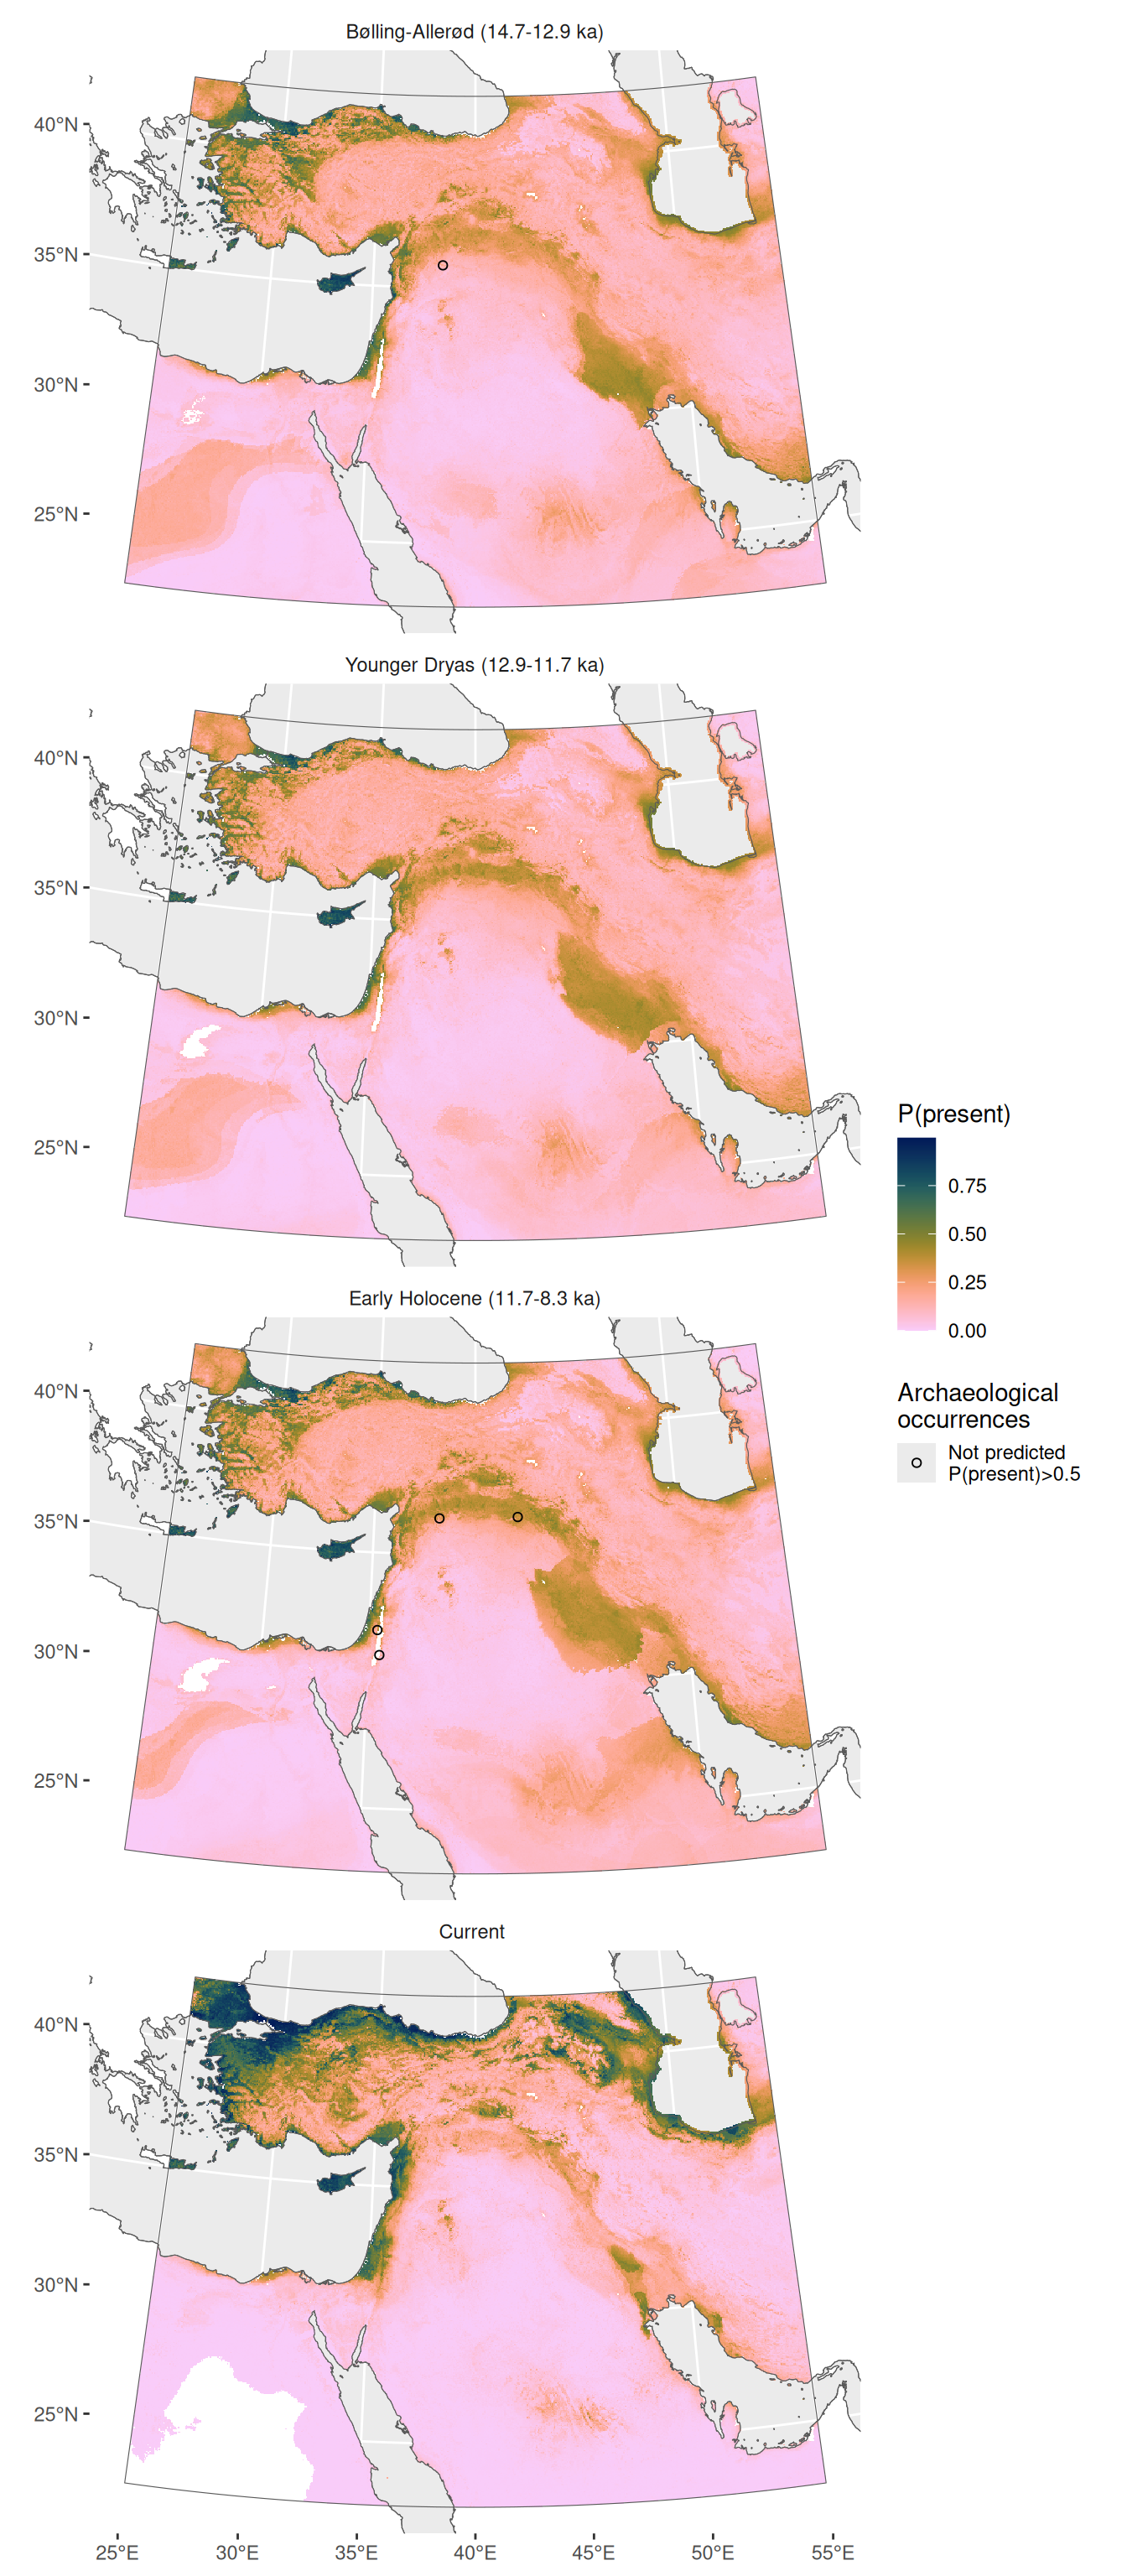 Bølling-Allerød (14.7-12.9 ka)
40°N
35°N
30°N
25°N
Younger Dryas (12.9-11.7 ka)
40°N
35°N
30°N
25°N
P(present)
0.75
0.50
0.25
0.00
Early Holocene (11.7-8.3 ka)
40°N
35°N
30°N
25°N
Archaeological
occurrences
Not predicted
P(present)>0.5
Current
40°N
35°N
30°N
25°N
25°E 30°E 35°E 40°E 45°E 50°E 55°E